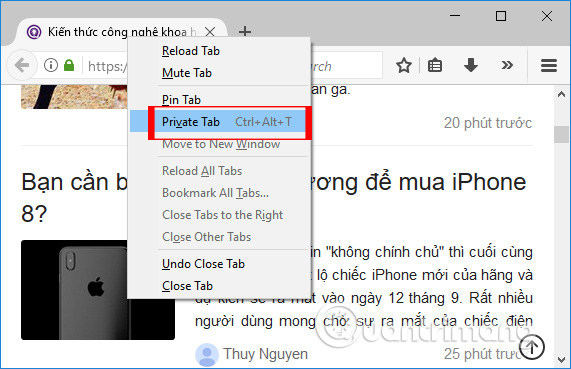 Kiến thức công nghệ khoa h
https://
rch
Reload Tab
Mute Tab
Pin Tab
Private Tab Ctrl+Alt+T
Move to New Window
Reload All Tabs
Bookmark All Tabs...
Close Tabs to the Right
Close Other Tabs
Undo Close Tab
Close Tab
20 phút trước
Bạn cần b ương để mua iPhone
8?
in "không chính chủ" thì cuối cùng
lộ chiếc iPhone mới của hãng và
dự kiến sẽ ra mắt vào ngày 12 tháng 9. Rất nhiều
người dùng mong chờ sự ra mắt của chiếc điện
Quantrimang
Thuy Nguyen 25 phút trước